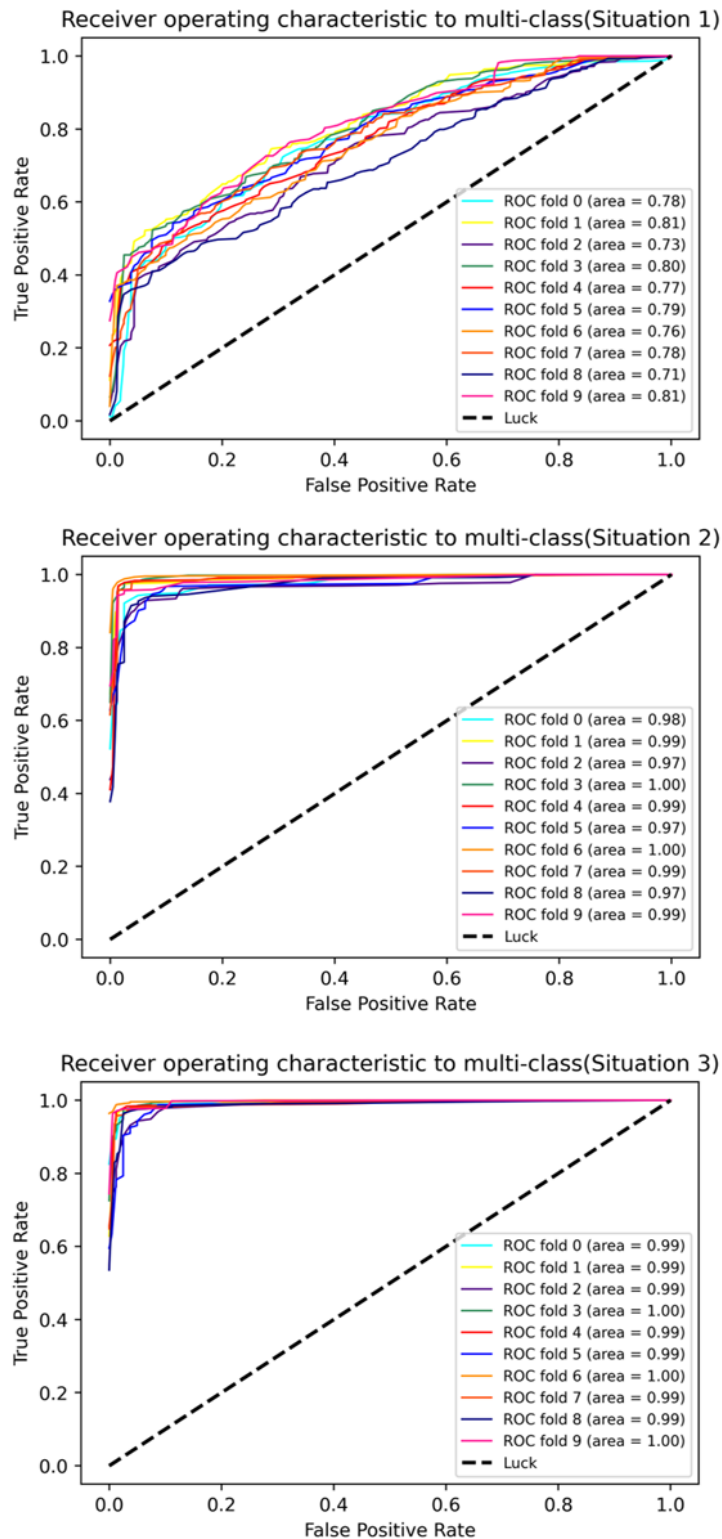 Receiver operating characteristic to multi-class(Situation 1)
1.0
0.8
0.6
0.4
0.2
0.0
True Positive Rate
ROC fold 0 (area = 0.78)
ROC fold 1 (area = 0.81)
ROC fold 2 (area = 0.73)
ROC fold 3 (area = 0.80)
ROC fold 4 (area = 0.77)
ROC fold 5 (area = 0.79)
ROC fold 6 (area = 0.76)
ROC fold 7 (area = 0.78)
ROC fold 8 (area = 0.71)
ROC fold 9 (area = 0.81)
Luck
0.0 0.2 0.4 0.6 0.8 1.0
False Positive Rate
Receiver operating characteristic to multi-class(Situation 2)
1.0
0.8
0.6
0.4
0.2
0.0
True Positive Rate
ROC fold 0 (area = 0.98)
ROC fold 1 (area = 0.99)
ROC fold 2 (area = 0.97)
ROC fold 3 (area = 1.00)
ROC fold 4 (area = 0.99)
ROC fold 5 (area = 0.97)
ROC fold 6 (area = 1.00)
ROC fold 7 (area = 0.99)
ROC fold 8 (area = 0.97)
ROC fold 9 (area = 0.99)
Luck
0.0 0.2 0.4 0.6 0.8 1.0
False Positive Rate
Receiver operating characteristic to multi-class(Situation 3)
1.0
0.8
0.6
0.4
0.2
0.0
True Positive Rate
ROC fold 0 (area = 0.99)
ROC fold 1 (area = 0.99)
ROC fold 2 (area = 0.99)
ROC fold 3 (area = 1.00)
ROC fold 4 (area = 0.99)
ROC fold 5 (area = 0.99)
ROC fold 6 (area = 1.00)
ROC fold 7 (area = 0.99)
ROC fold 8 (area = 0.99)
ROC fold 9 (area = 1.00)
Luck
0.0 0.2 0.4 0.6 0.8 1.0
False Positive Rate